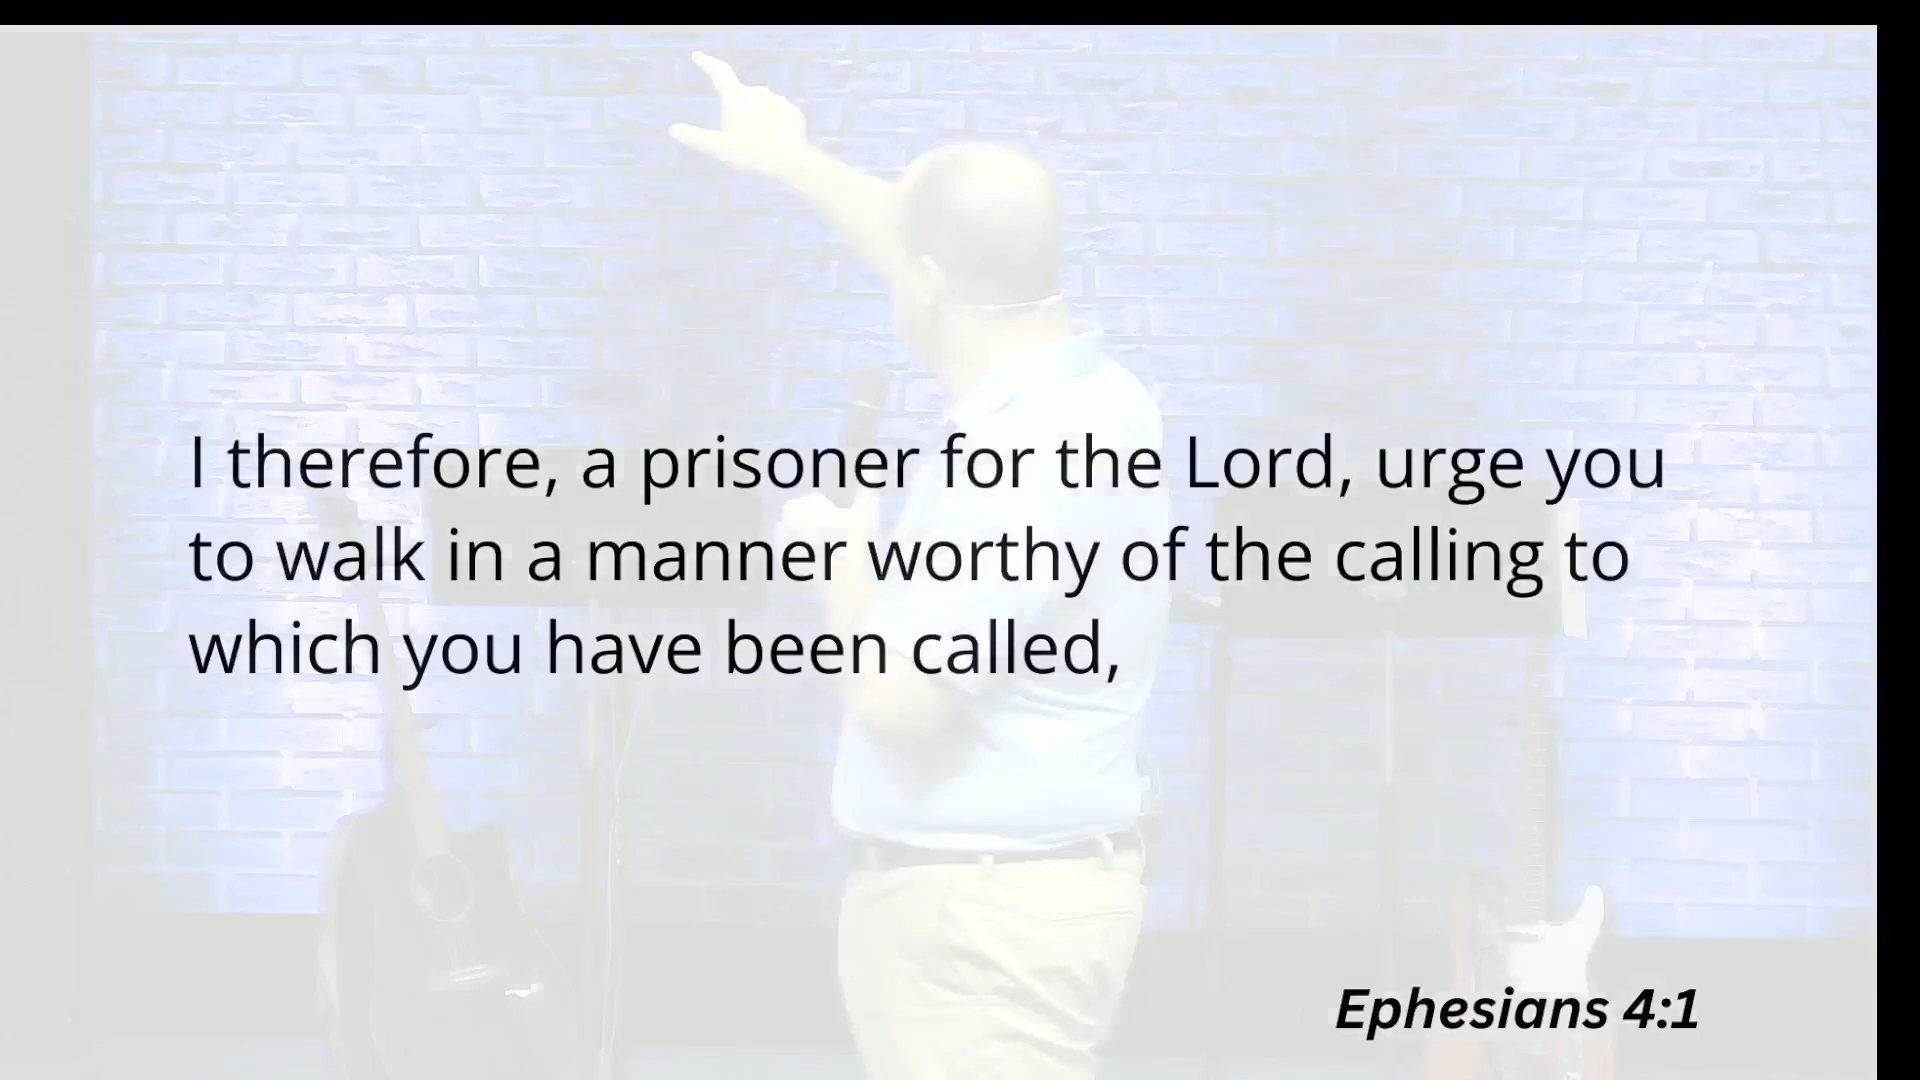 I therefore, a prisoner for the Lord, urge you
to walk in a manner worthy of the calling to
which you have been called,
Ephesians 4:1